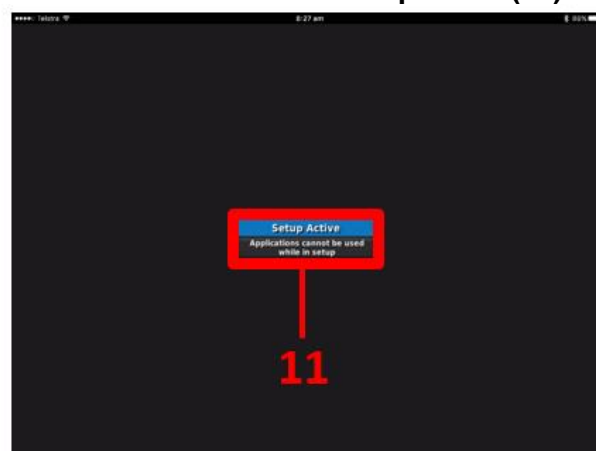 Telstra 8:27 am
Setup Active
Applications cannot be used
while in setup
11